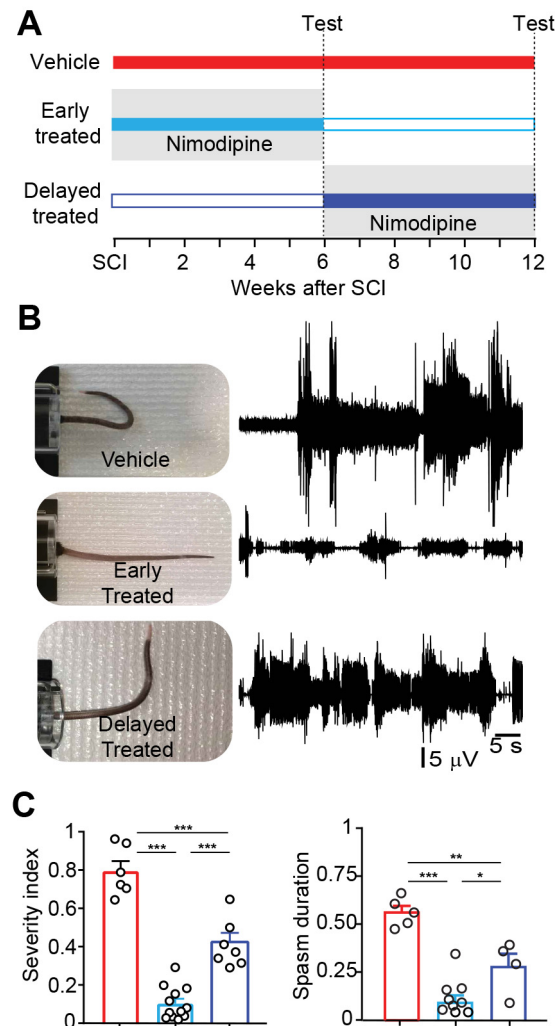 A
Test
Test
Vehicle
Early
treated
Nimodipine
Delayed
treated
Nimodipine
SCI
2
4
6
8
10
12
Weeks after SCI
B
Vehicle
Early
Treated
Delayed
Treated
5 μV
5 s
C
Severity index
1
0.8
0.6
0.4
0.2
0
***
***
***
Spasm duration
1
0.75
0.50
0.25
0
**
***
*